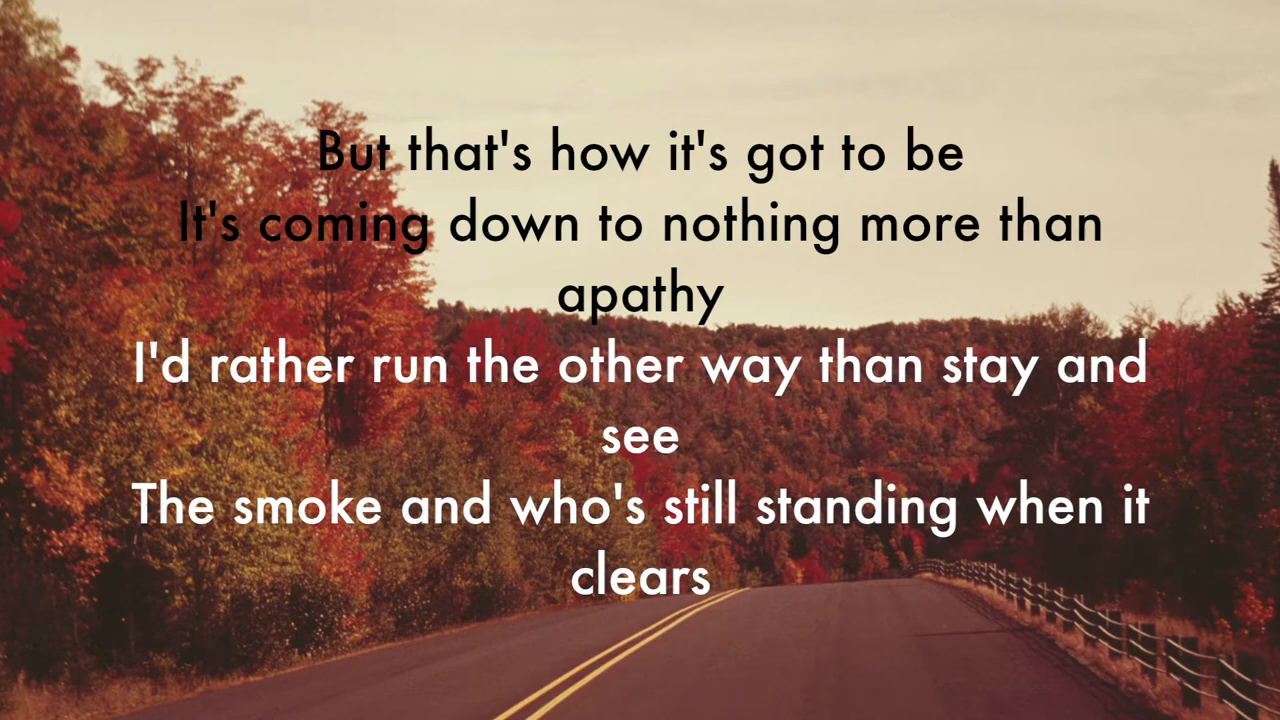 But that's how it's got to be
It's coming down to nothing more than
apathy
I'd rather run the other way than stay and
see
The smoke and who's still standing when it
clears